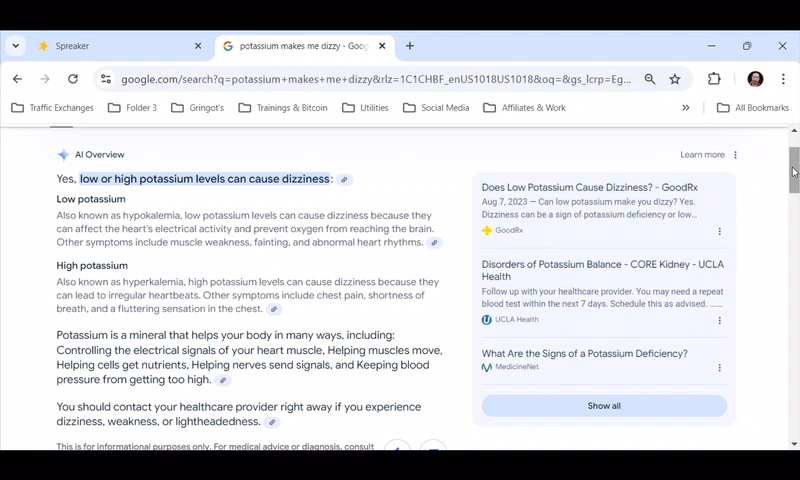 Spreaker
potassium makes me dizzy - Goog
google.com/search?q=potassium+makes+me+dizzy&rlz=1C1CHBF_enUS1018US1018&oq=&gs_lcrp=Eg...
Traffic Exchanges
Folder 3
Gringot's
Trainings & Bitcoin
Utilities
Social Media
Affiliates & Work
All Bookmarks
AI Overview
Learn more
Yes, low or high potassium levels can cause dizziness:
Low potassium
Also known as hypokalemia, low potassium levels can cause dizziness because they
can affect the heart's electrical activity and prevent oxygen from reaching the brain.
Other symptoms include muscle weakness, fainting, and abnormal heart rhythms.
High potassium
Also known as hyperkalemia, high potassium levels can cause dizziness because they
can lead to irregular heartbeats. Other symptoms include chest pain, shortness of
breath, and a fluttering sensation in the chest.
Potassium is a mineral that helps your body in many ways, including:
Controlling the electrical signals of your heart muscle, Helping muscles move,
Helping cells get nutrients, Helping nerves send signals, and Keeping blood
pressure from getting too high.
You should contact your healthcare provider right away if you experience
dizziness, weakness, or lightheadedness.
This is for informational purposes only. For medical advice or diagnosis, consult
Does Low Potassium Cause Dizziness? - GoodRx
Aug 7, 2023 — Can low potassium make you dizzy? Yes.
Dizziness can be a sign of potassium deficiency or low...
GoodRx
Disorders of Potassium Balance - CORE Kidney - UCLA
Health
Follow up with your healthcare provider. You may need a repeat
blood test within the next 7 days. Schedule this as advised. ......
UCLA Health
What Are the Signs of a Potassium Deficiency?
MedicineNet
Show all